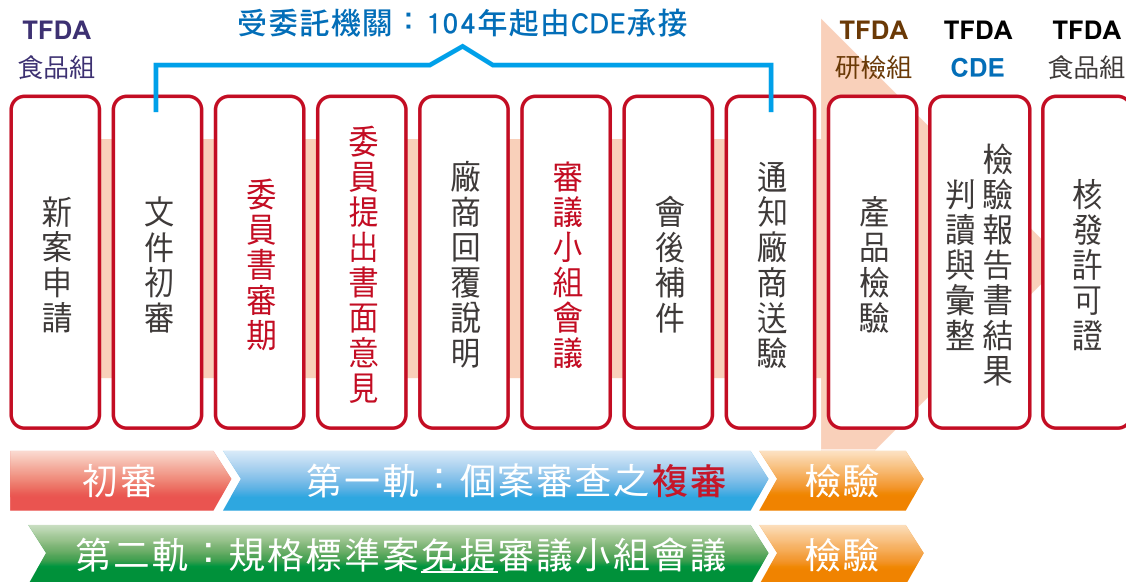 受委託機關：104年起由CDE承接
TFDA
食品組
TFDA
研檢組
TFDA
CDE
TFDA
食品組
新案申請
文件初審
委員書審期
委員提出書面意見
廠商回覆說明
審議小組會議
會後補件
通知廠商送驗
產品檢驗
檢驗報告書結果
判讀與彙整
核發許可證
初審
第一軌：個案審查之複審
檢驗
第二軌：規格標準案免提審議小組會議
檢驗